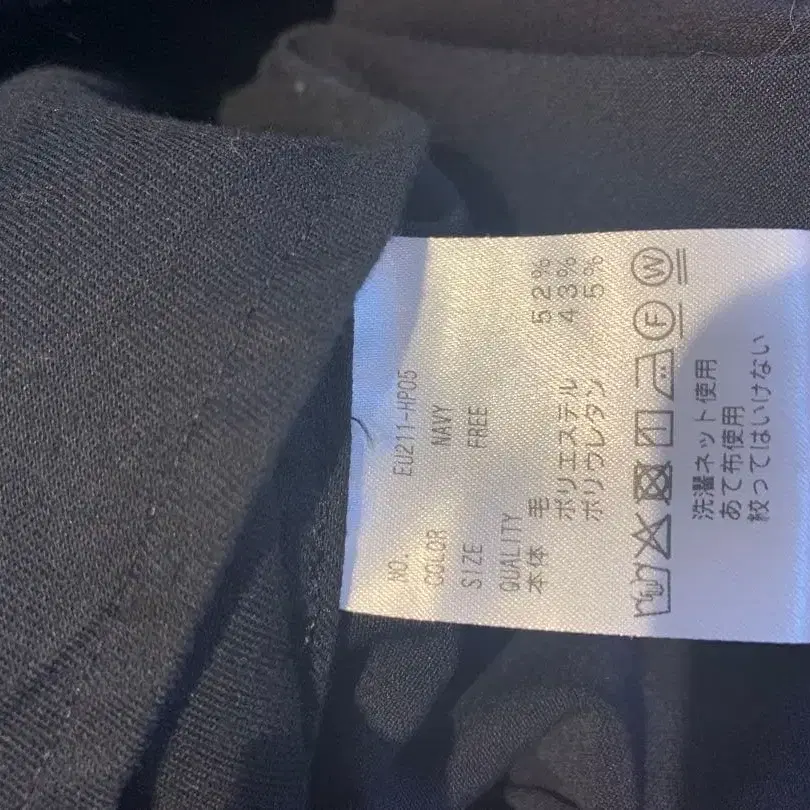 NO. EU211-HP05
COLOR NAVY
SIZE FREE
QUALITY
本体 毛 52%
ポリエステル 43%
ポリウレタン 5%
F W
洗濯ネット使用
あて布使用
絞ってはいけない